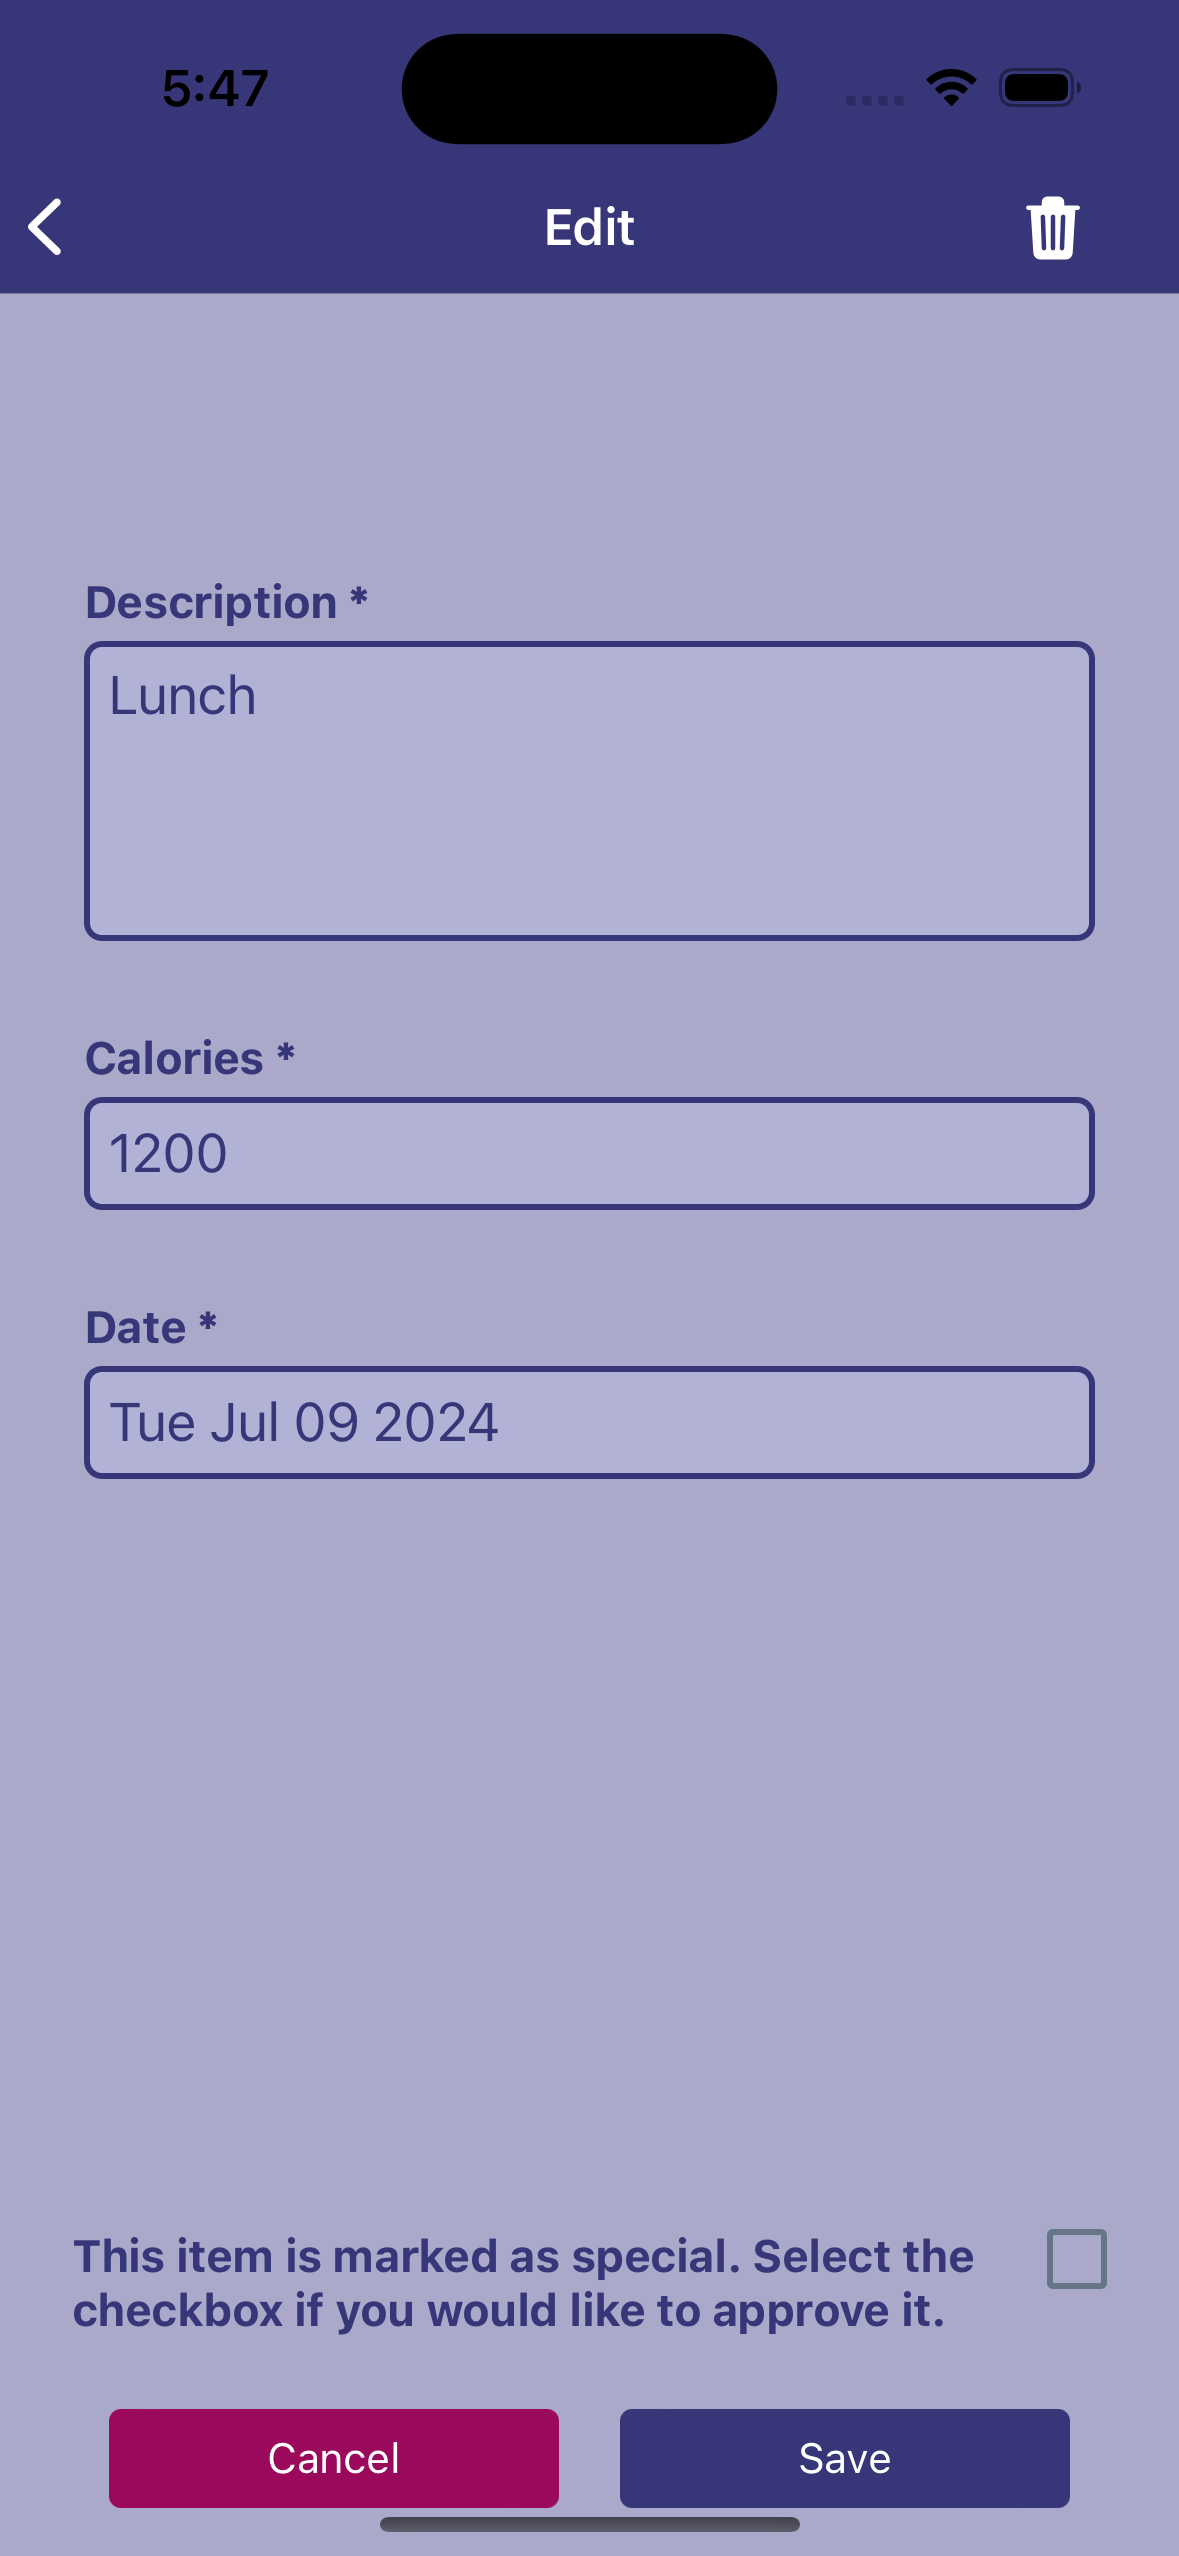 5:47
Edit
Description *
Lunch
Calories *
1200
Date *
Tue Jul 09 2024
This item is marked as special. Select the
checkbox if you would like to approve it.
Cancel
Save